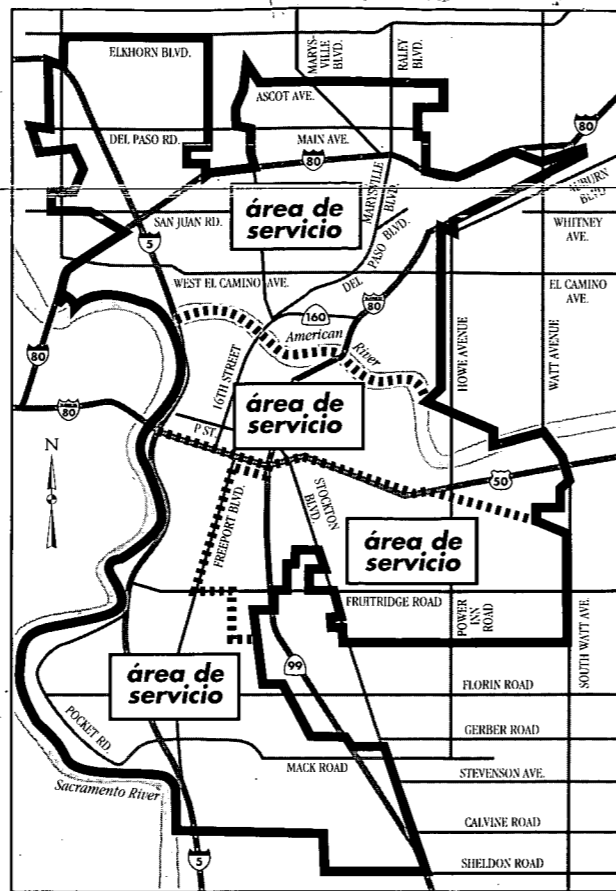 ELKHORN BLVD.
MARYS-
VILLE
BLVD.
RALEY
BLVD.
ASCOT AVE.
DEL PASO RD.
MAIN AVE.
80
80
AUBURN
BLVD.
MARYSVILLE
BLVD.
área de
servicio
SAN JUAN RD.
5
DEL PASO BLVD.
WHITNEY
AVE.
WEST EL CAMINO AVE.
EL CAMINO
AVE.
160
80
American
River
HOWE AVENUE
WATT AVENUE
80
80
16TH STREET
área de
servicio
P ST.
N
50
FREEPORT BLVD.
STOCKTON
BLVD.
área de
servicio
FRUITRIDGE ROAD
POWER
INN
ROAD
SOUTH WATT AVE.
área de
servicio
99
FLORIN ROAD
POCKET RD.
GERBER ROAD
MACK ROAD
STEVENSON AVE.
Sacramento River
CALVINE ROAD
5
SHELDON ROAD